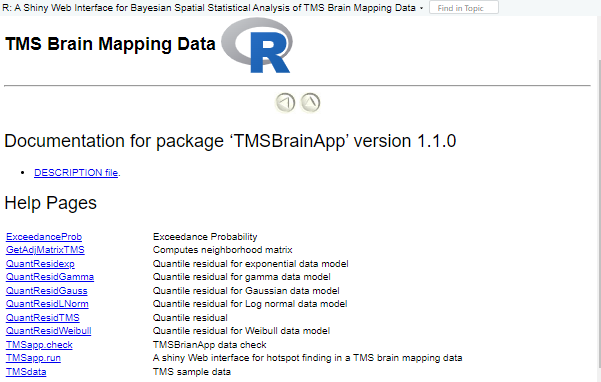 R: A Shiny Web Interface for Bayesian Spatial Statistical Analysis of TMS Brain Mapping Data Find in Topic
TMS Brain Mapping Data R
Documentation for package ‘TMSBrainApp’ version 1.1.0
• DESCRIPTION file.
Help Pages
ExceedanceProb Exceedance Probability
GetAdjMatrixTMS Computes neighborhood matrix
QuantResidexp Quantile residual for exponential data model
QuantResidGamma Quantile residual for gamma data model
QuantResidGauss Quantile residual for Gaussian data model
QuantResidLNorm Quantile residual for Log normal data model
QuantResidTMS Quantile residual
QuantResidWeibull Quantile residual for Weibull data model
TMSapp.check TMSBrianApp data check
TMSapp.run A shiny Web interface for hotspot finding in a TMS brain mapping data
TMSdata TMS sample data